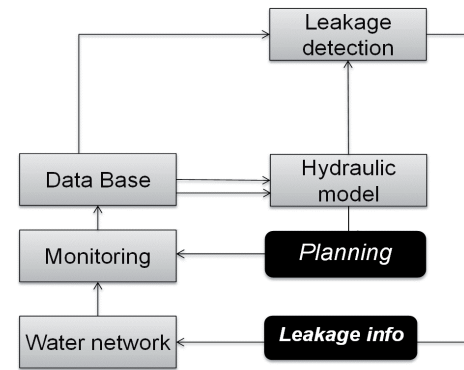 Leakage
detection
Data Base
Hydraulic
model
Monitoring
Planning
Water network
Leakage info